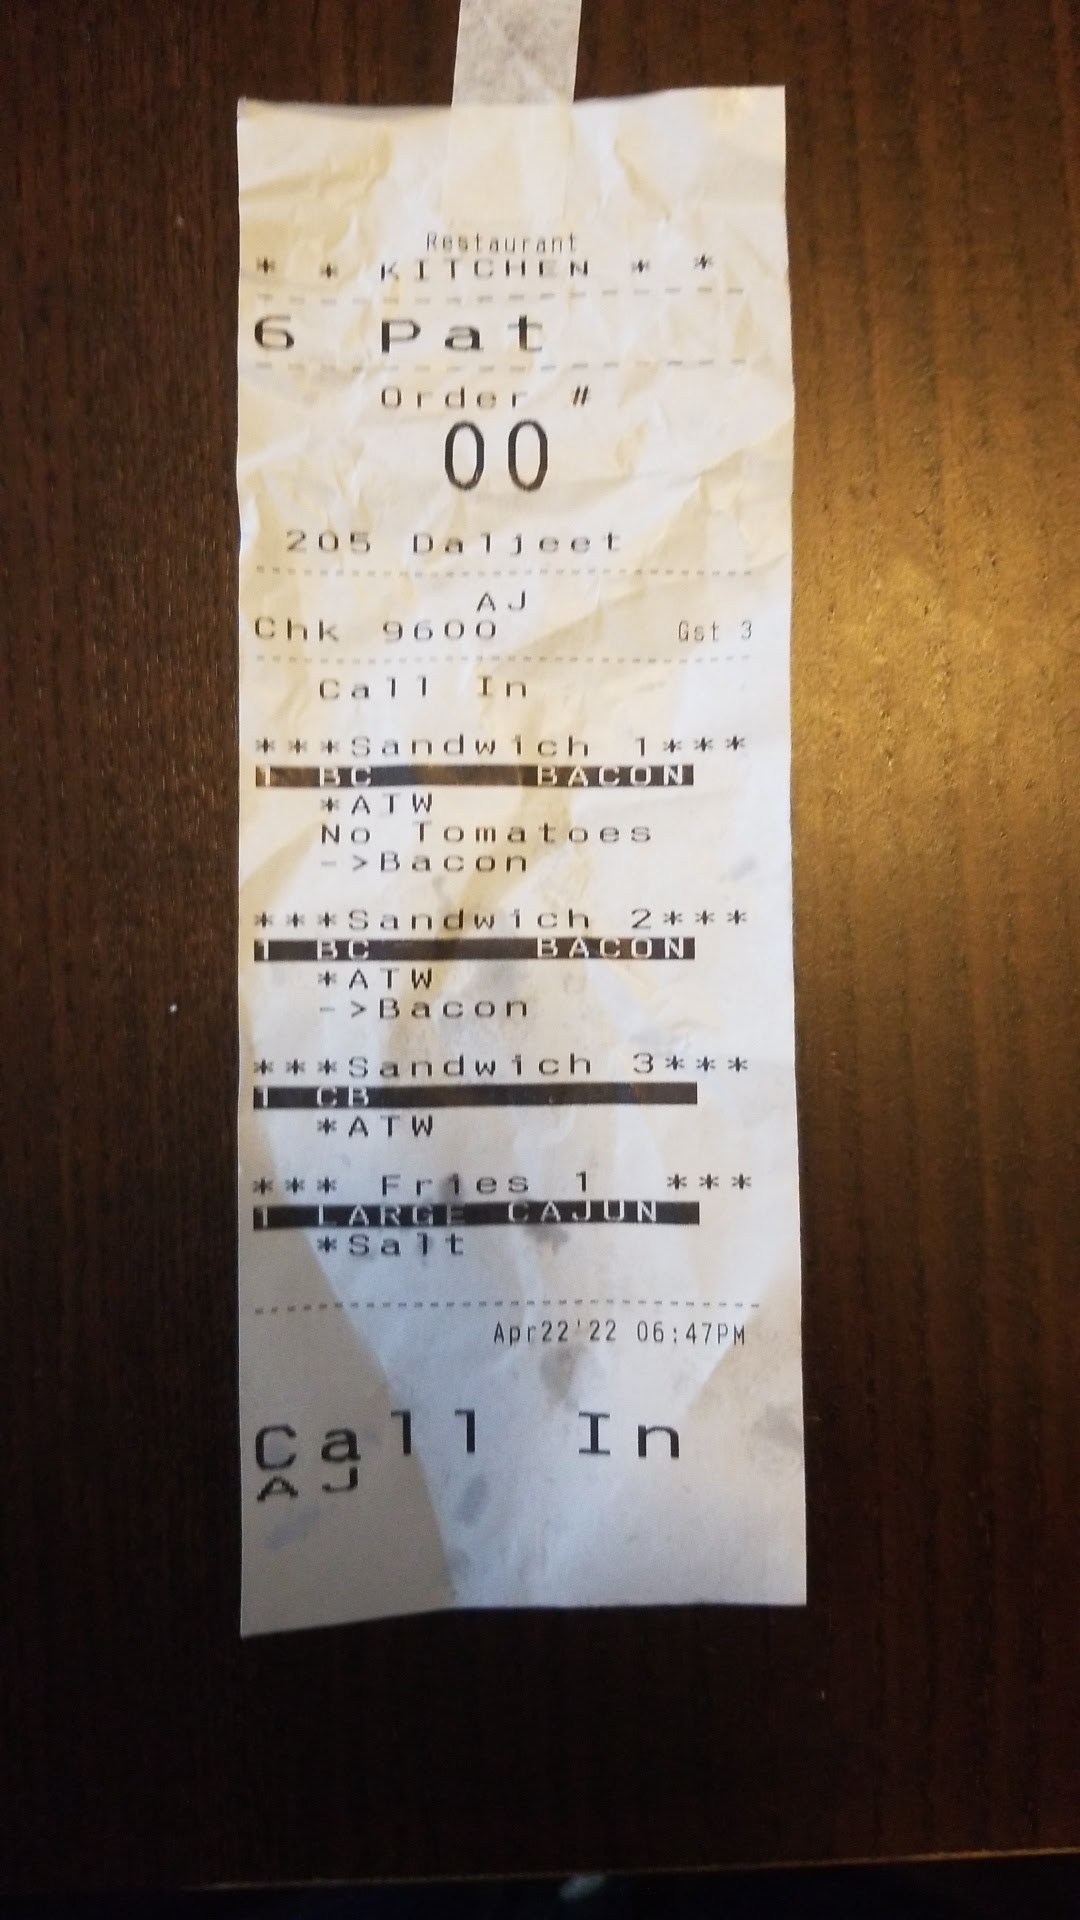 Restaurant
* * KITCHEN * *
6 Pat
Order #
00
205 Daljeet
AJ
Chk 9600 Gst 3
Call In
***Sandwich 1***
1 BC BACON
*ATW
No Tomatoes
->Bacon
***Sandwich 2***
1 BC BACON
*ATW
->Bacon
***Sandwich 3***
1 CB
*ATW
*** Fries 1 ***
1 LARGE CAJUN
*Salt
Apr22'22 06:47PM
Call In
AJ